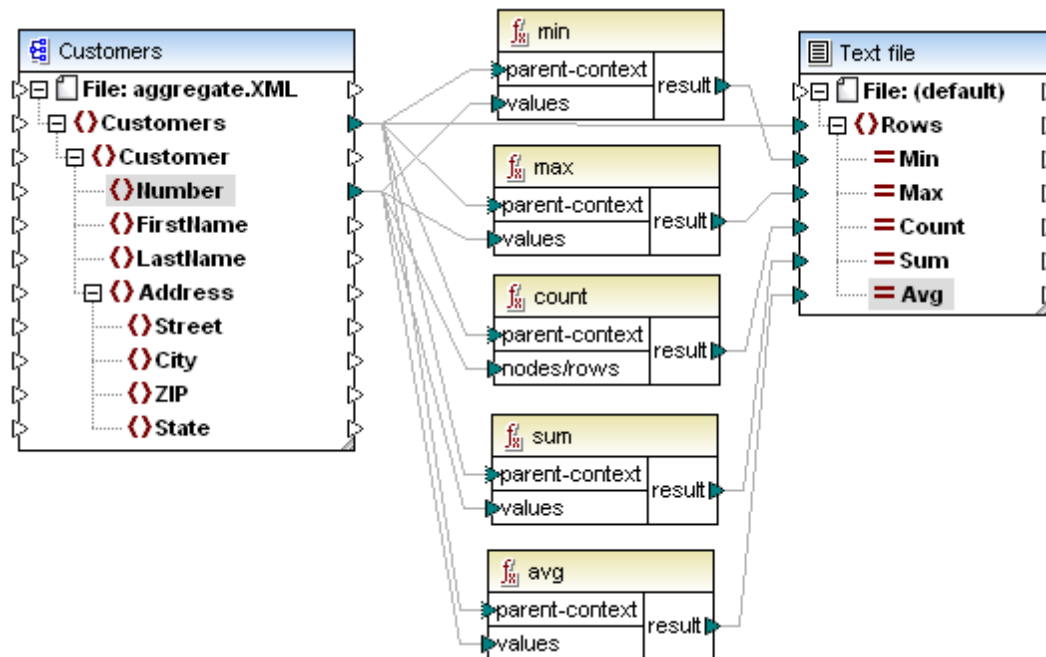 Customers
File: aggregate.XML
Customers
Customer
Number
FirstName
LastName
Address
Street
City
ZIP
State
min
parent-context
values
result
max
parent-context
values
result
count
parent-context
nodes/rows
result
sum
parent-context
values
result
avg
parent-context
values
result
Text file
File: (default)
Rows
Min
Max
Count
Sum
Avg